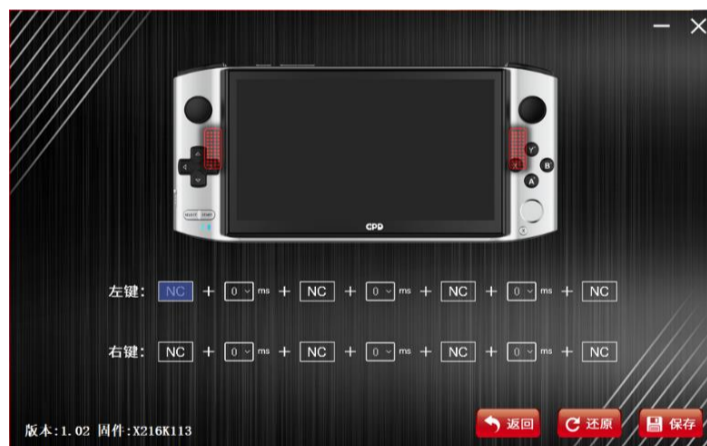 Y
X B
A
SELECT START
GPD
左键: NC + 0 ms + NC + 0 ms + NC + 0 ms + NC
右键: NC + 0 ms + NC + 0 ms + NC + 0 ms + NC
版本:1.02 固件:X216K113
返回 还原 保存